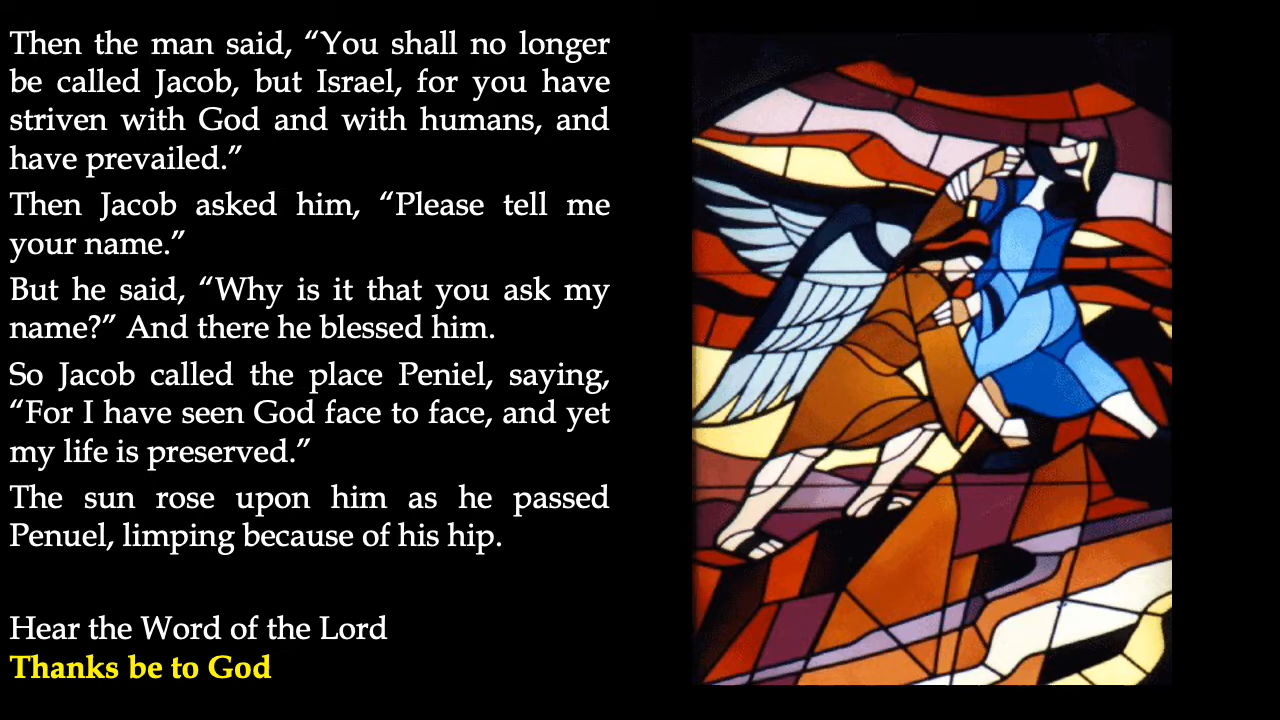 Then the man said, “You shall no longer
be called Jacob, but Israel, for you have
striven with God and with humans, and
have prevailed.”
Then Jacob asked him, “Please tell me
your name.”
But he said, “Why is it that you ask my
name?” And there he blessed him.
So Jacob called the place Peniel, saying,
“For I have seen God face to face, and yet
my life is preserved.”
The sun rose upon him as he passed
Penuel, limping because of his hip.
Hear the Word of the Lord
Thanks be to God